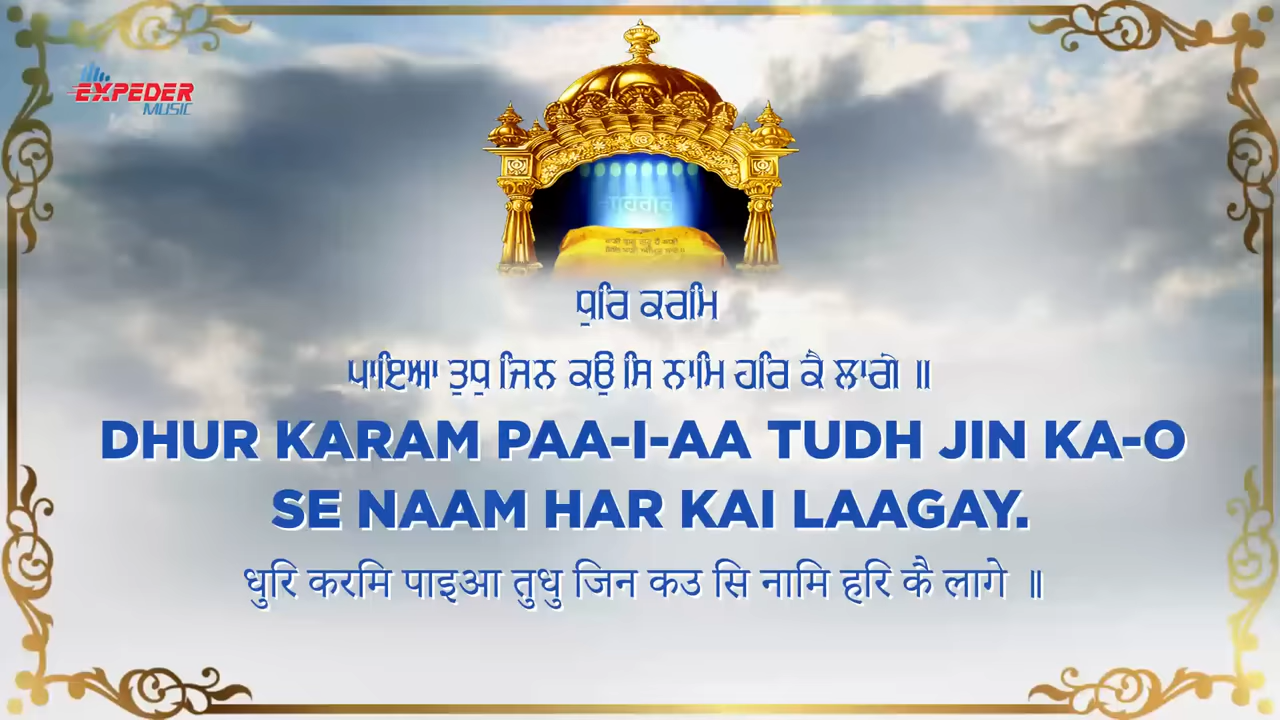 EXPEDER
MUSIC
ਧੁਰਿ ਕਰਮਿ
ਪਾਇਆ ਤੁਧੁ ਜਿਨ ਕਉ ਸਿ ਨਾਮਿ ਹਰਿ ਕੈ ਲਾਗੇ ॥
DHUR KARAM PAA-I-AA TUDH JIN KA-O
SE NAAM HAR KAI LAAGAY.
धुरि करमि पाइआ तुधु जिन कउ सि नामि हरि कै लागे ॥